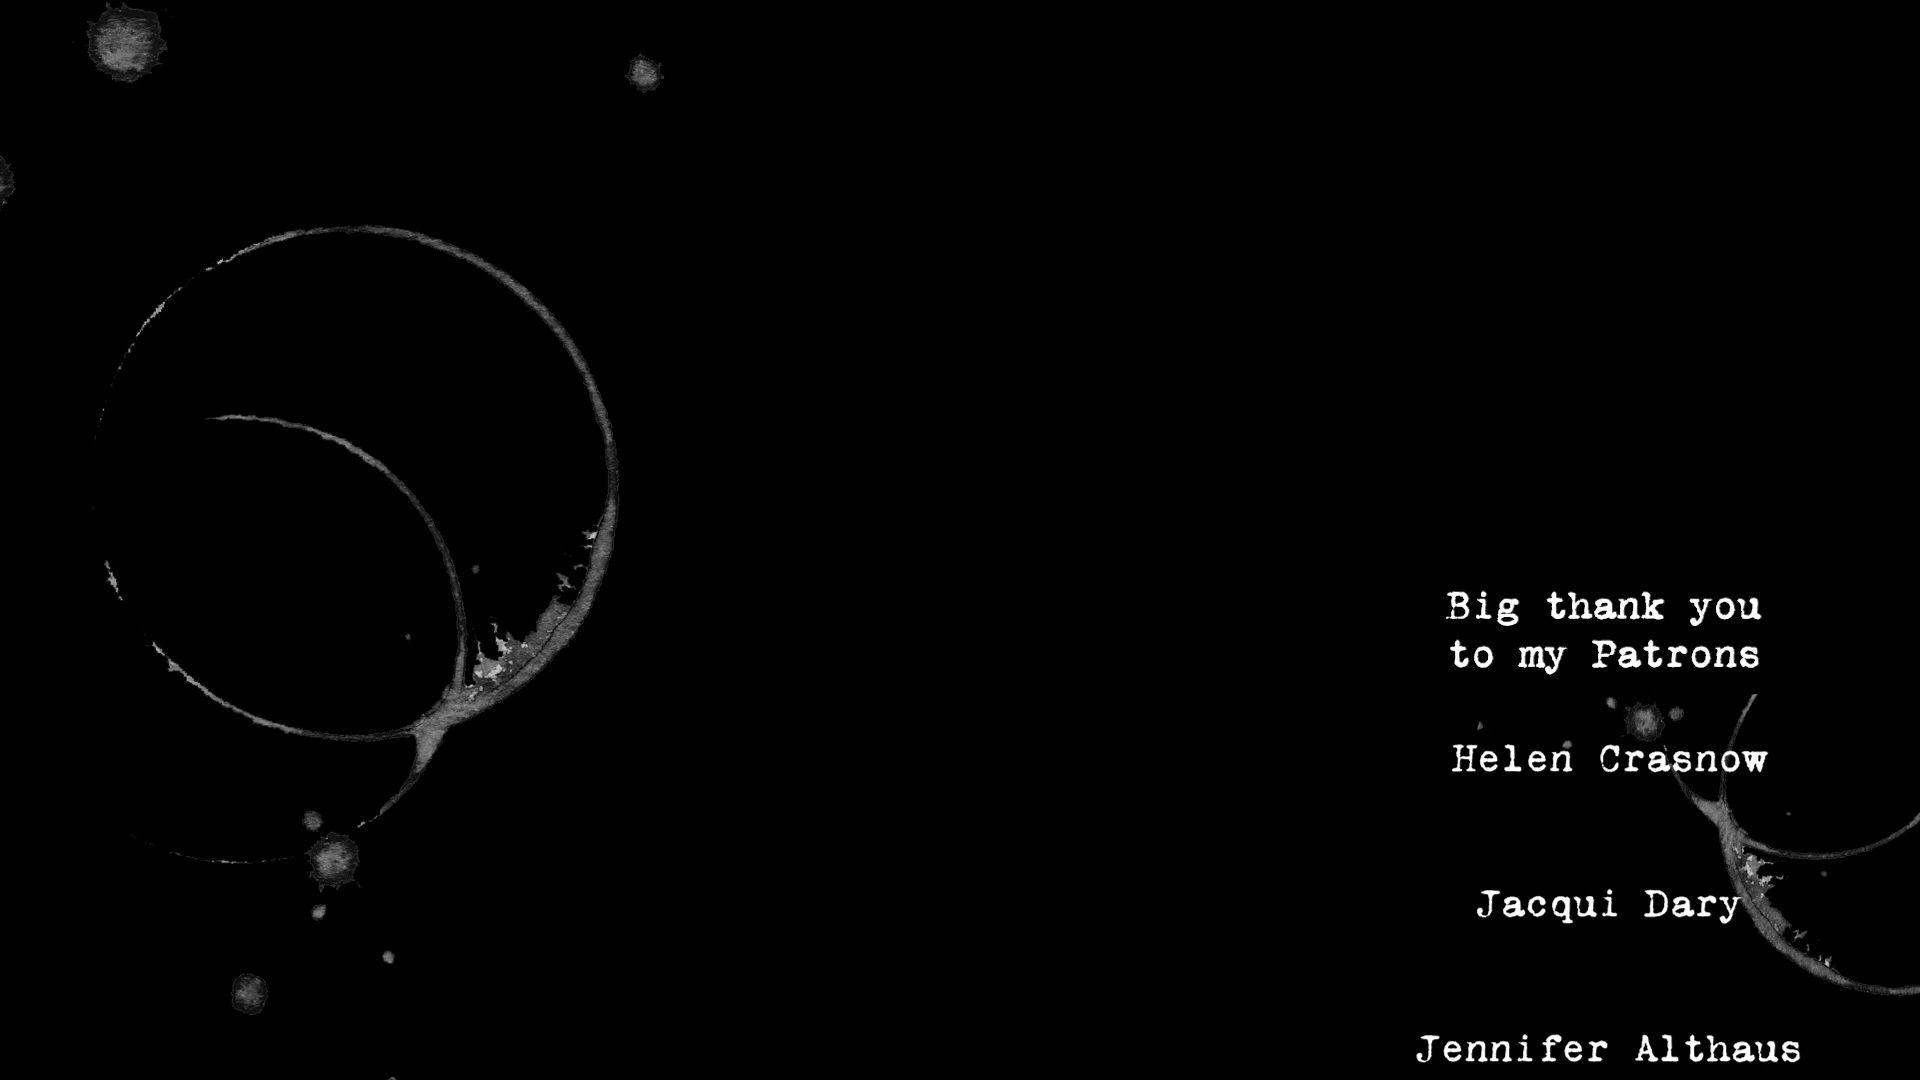 Big thank you
to my Patrons
Helen Crasnow
Jacqui Dary
Jennifer Althaus